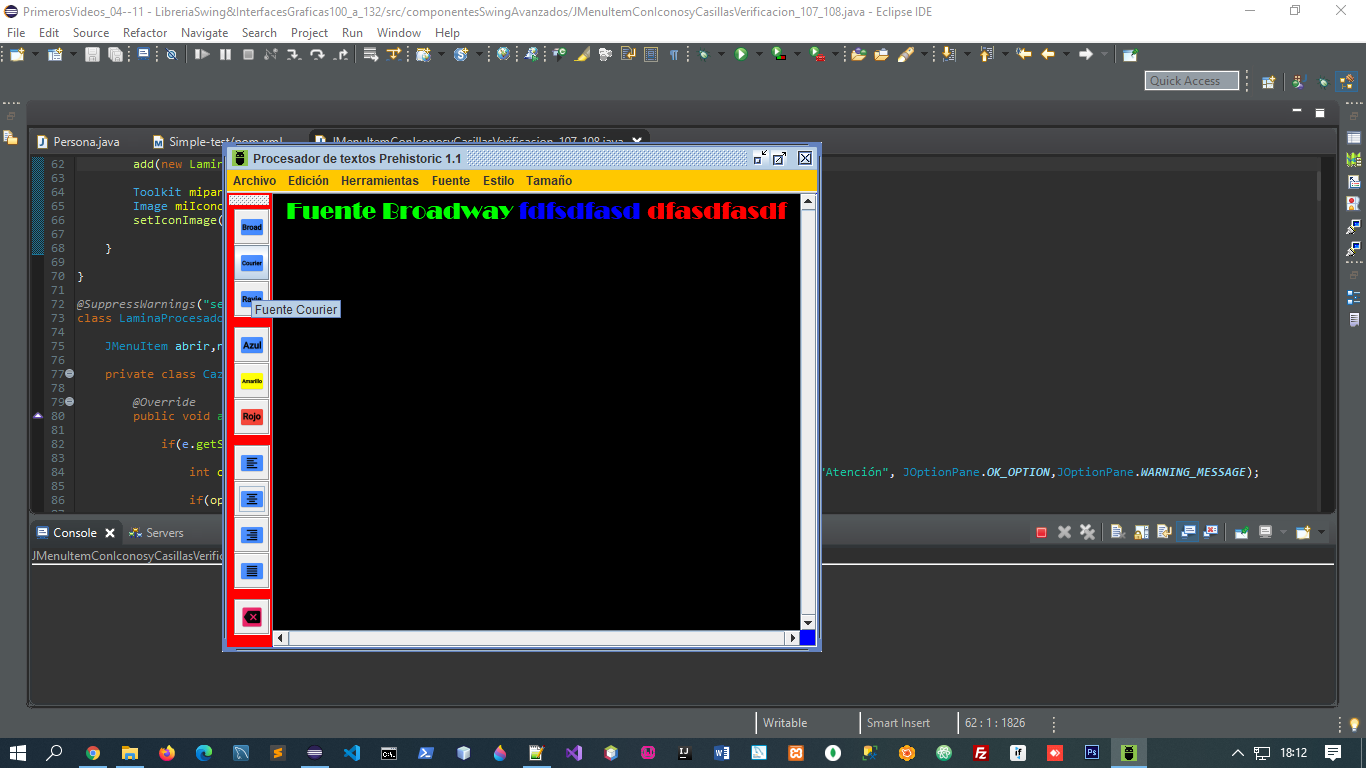 PrimerosVideos_04--11 - LibreriaSwing&InterfacesGraficas100_a_132/src/componentesSwingAvanzados/JMenuItemConIconosyCasillasVerificacion_107_108.java - Eclipse IDE
File Edit Source Refactor Navigate Search Project Run Window Help
Quick Access
Persona.java Simple-test/pom.xml JMenuItemConIconosyCasillasVerificacion_107_108.java
Procesador de textos Prehistoric 1.1
Archivo Edición Herramientas Fuente Estilo Tamaño
Fuente Broadway fdfsdfasd dfasdfasdf
Broad
Courier
Ravie
Fuente Courier
Azul
Amarillo
Rojo
62 add(new Lamin
63
64 Toolkit mipan
65 Image miIcono
66 setIconImage(
67
68 }
69
70 }
71
72 @SuppressWarnings("se
73 class LaminaProcesado
74
75 JMenuItem abrir,n
76
77 private class Caz
78
79 @Override
80 public void a
81
82 if(e.getS
83
84 int o "Atención", JOptionPane.OK_OPTION,JOptionPane.WARNING_MESSAGE);
85
86 if(op
Console Servers
JMenuItemConIconosyCasillasVerific
Writable Smart Insert 62 : 1 : 1826
18:12